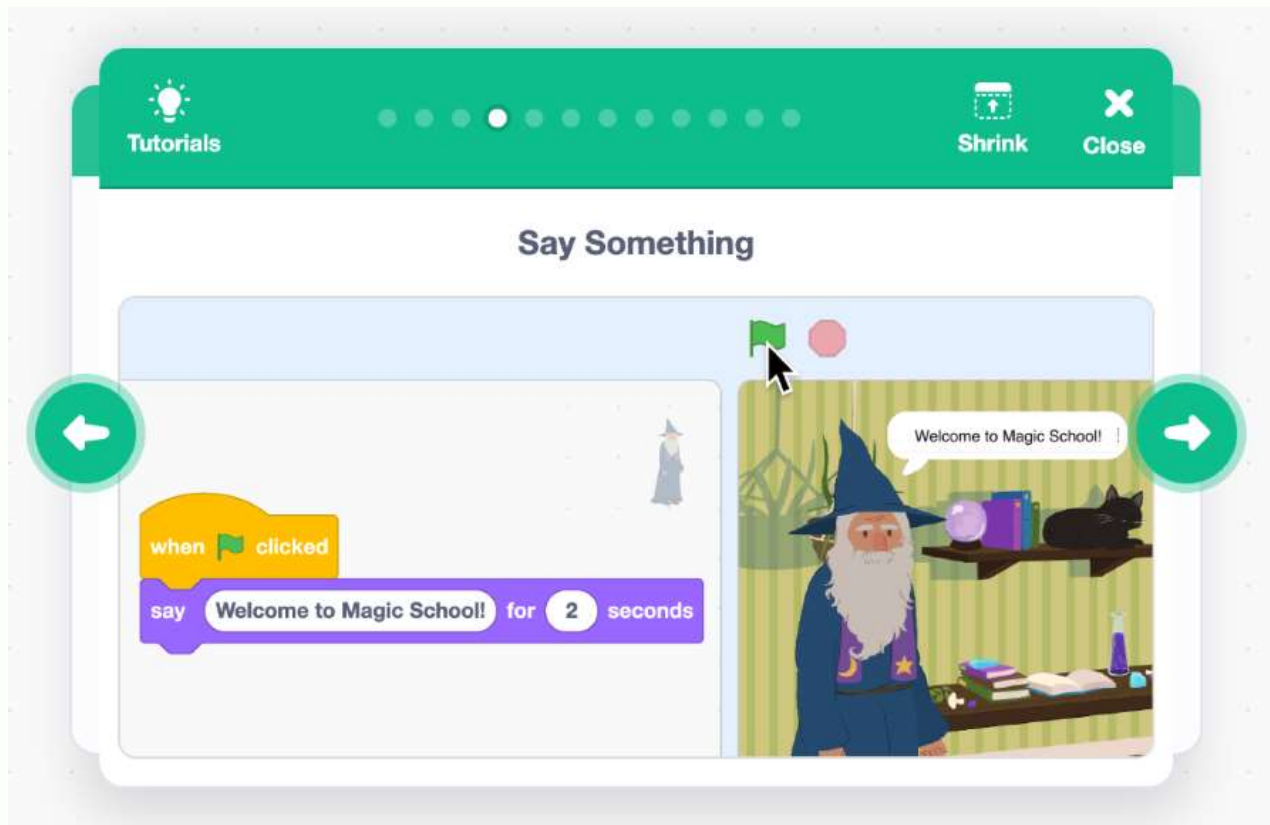 Tutorials
Shrink
Close
Say Something
Welcome to Magic School!
when clicked
say Welcome to Magic School! for 2 seconds